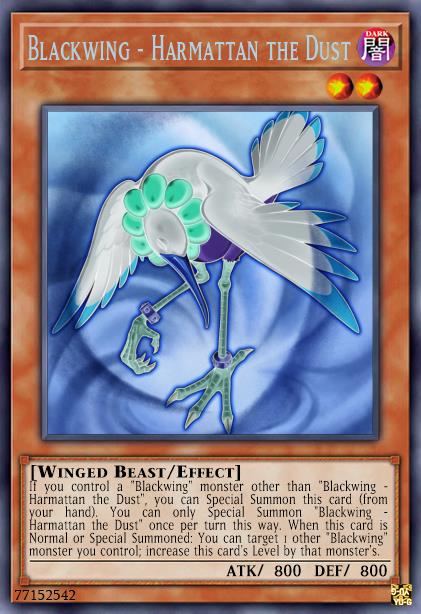 BLACKWING - HARMATTAN THE DUST
DARK
闇
[WINGED BEAST/EFFECT]
If you control a "Blackwing" monster other than "Blackwing -
Harmattan the Dust", you can Special Summon this card (from
your hand). You can only Special Summon "Blackwing -
Harmattan the Dust" once per turn this way. When this card is
Normal or Special Summoned: You can target 1 other "Blackwing"
monster you control; increase this card's Level by that monster's.
ATK/ 800 DEF/ 800
77152542